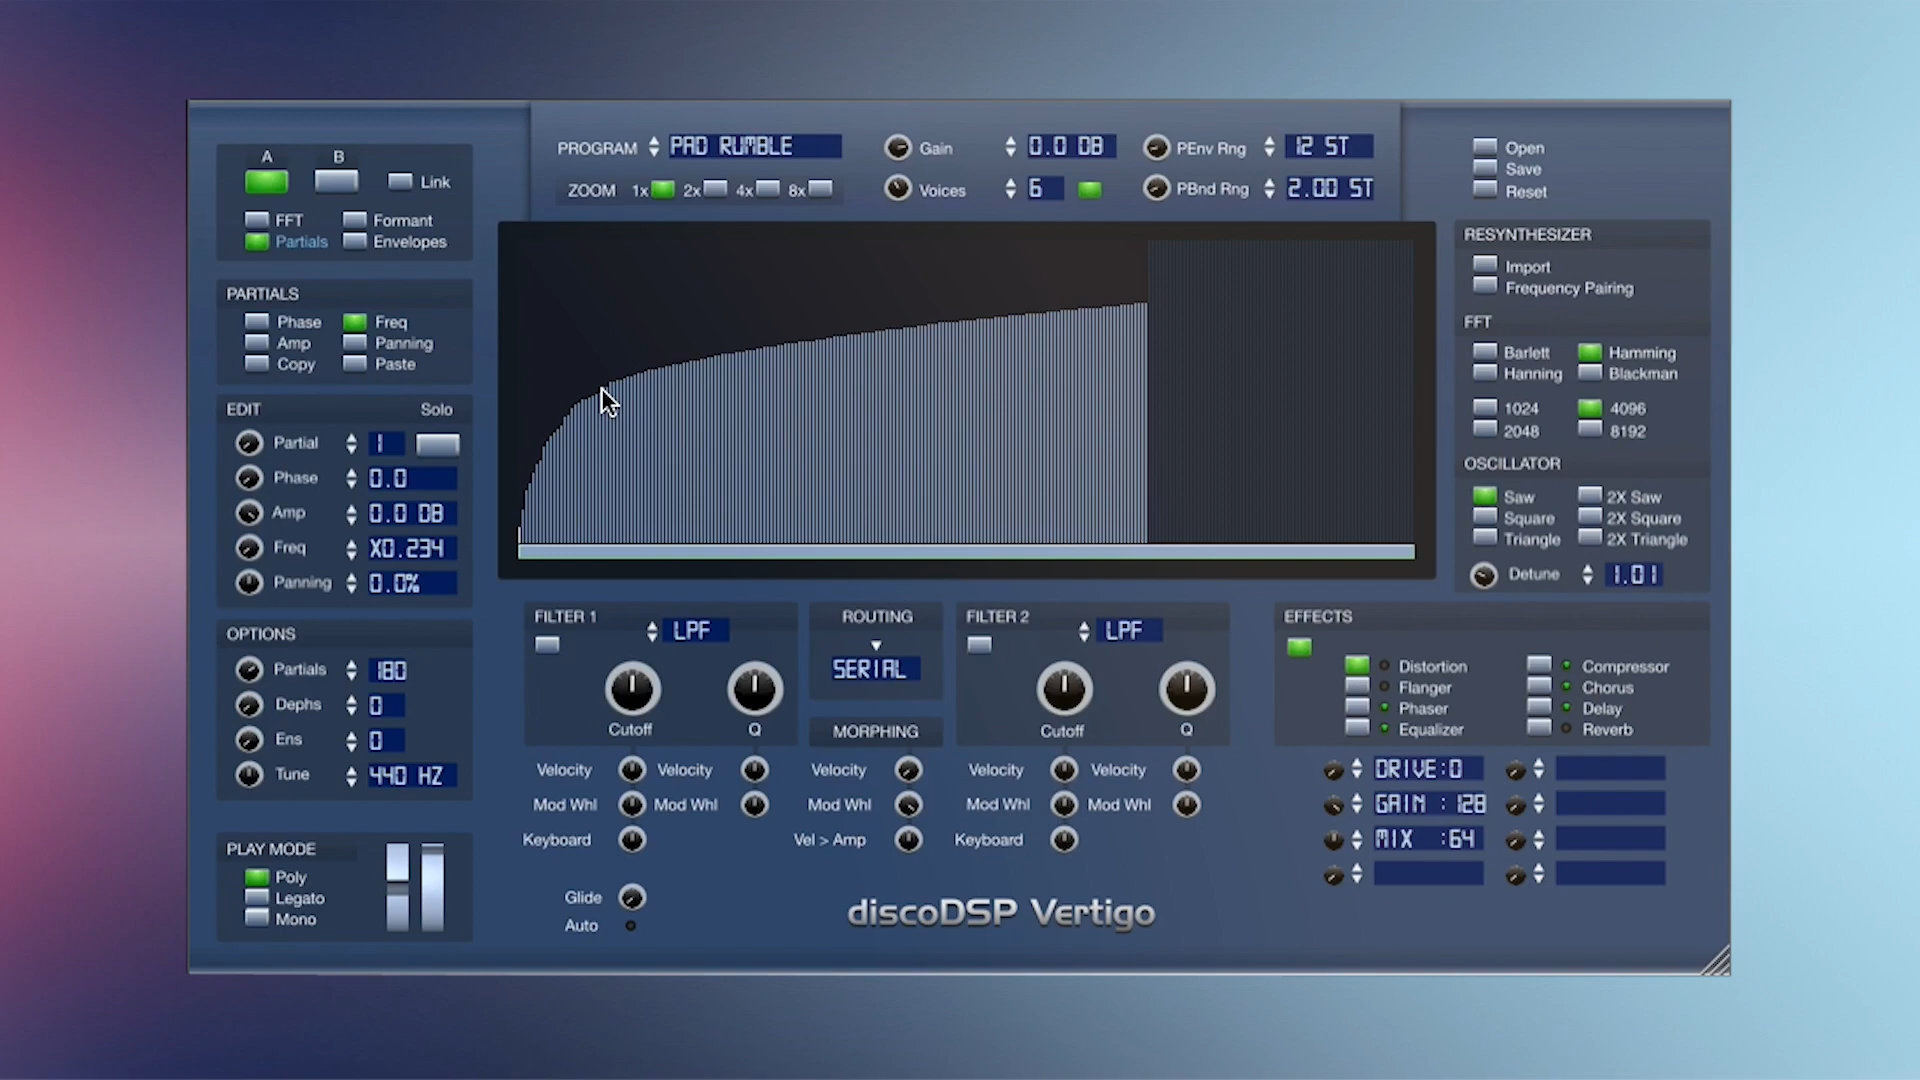 A B
Link
FFT Formant
Partials Envelopes
PROGRAM PAD RUMBLE
ZOOM 1x 2x 4x 8x
Gain 0.0 DB
Voices 6
PEnv Rng 12 ST
PBnd Rng 2.00 ST
Open
Save
Reset
PARTIALS
Phase Freq
Amp Panning
Copy Paste
EDIT Solo
Partial 1
Phase 0.0
Amp 0.0 DB
Freq X0.234
Panning 0.0%
OPTIONS
Partials 180
Dephs 0
Ens 0
Tune 440 HZ
PLAY MODE
Poly
Legato
Mono
RESYNTHESIZER
Import
Frequency Pairing
FFT
Barlett Hamming
Hanning Blackman
1024 4096
2048 8192
OSCILLATOR
Saw 2X Saw
Square 2X Square
Triangle 2X Triangle
Detune 1.01
FILTER 1 LPF
Cutoff Q
Velocity Velocity
Mod Whl Mod Whl
Keyboard
Glide
Auto
ROUTING
SERIAL
MORPHING
Velocity
Mod Whl
Vel > Amp
FILTER 2 LPF
Cutoff Q
Velocity Velocity
Mod Whl Mod Whl
Keyboard
EFFECTS
Distortion Compressor
Flanger Chorus
Phaser Delay
Equalizer Reverb
DRIVE:0
GAIN :128
MIX :64
discoDSP Vertigo